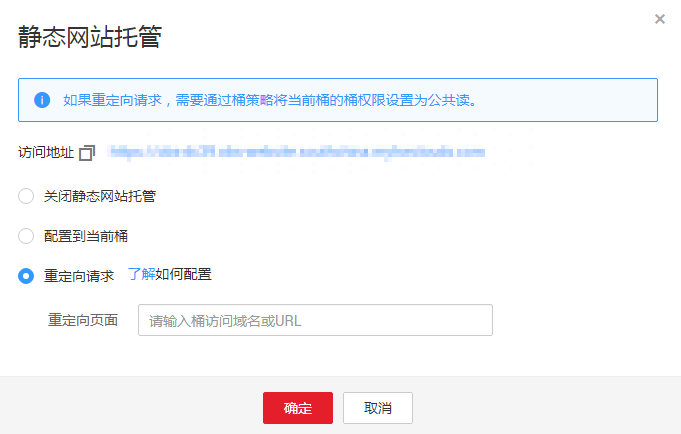 静态网站托管
如果重定向请求，需要通过桶策略将当前桶的桶权限设置为公共读。
访问地址
关闭静态网站托管
配置到当前桶
重定向请求 了解如何配置
重定向页面 请输入桶访问域名或URL
确定 取消